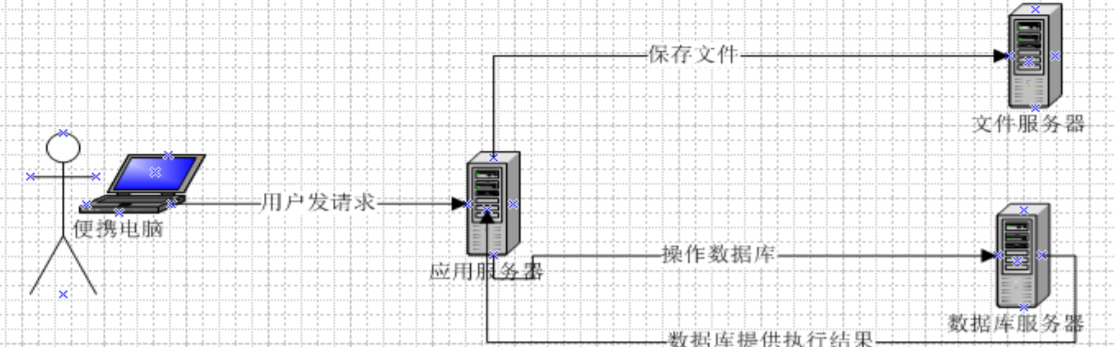 保存文件
文件服务器
用户发请求
便携电脑
应用服务器
操作数据库
数据库服务器
数据库提供执行结果